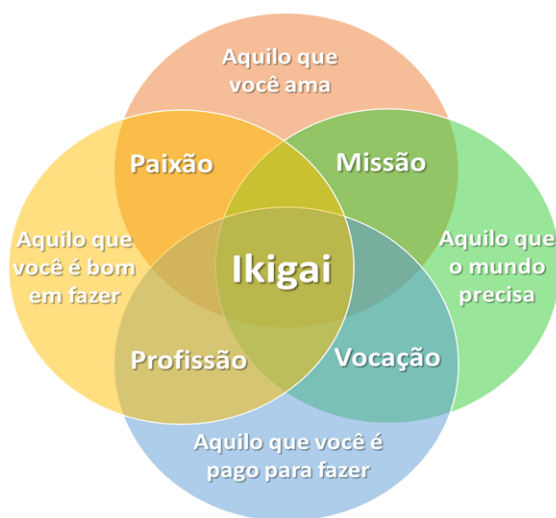 Aquilo que
você ama
Paixão
Missão
Aquilo que
você é bom
em fazer
Ikigai
Aquilo que
o mundo
precisa
Profissão
Vocação
Aquilo que você é
pago para fazer